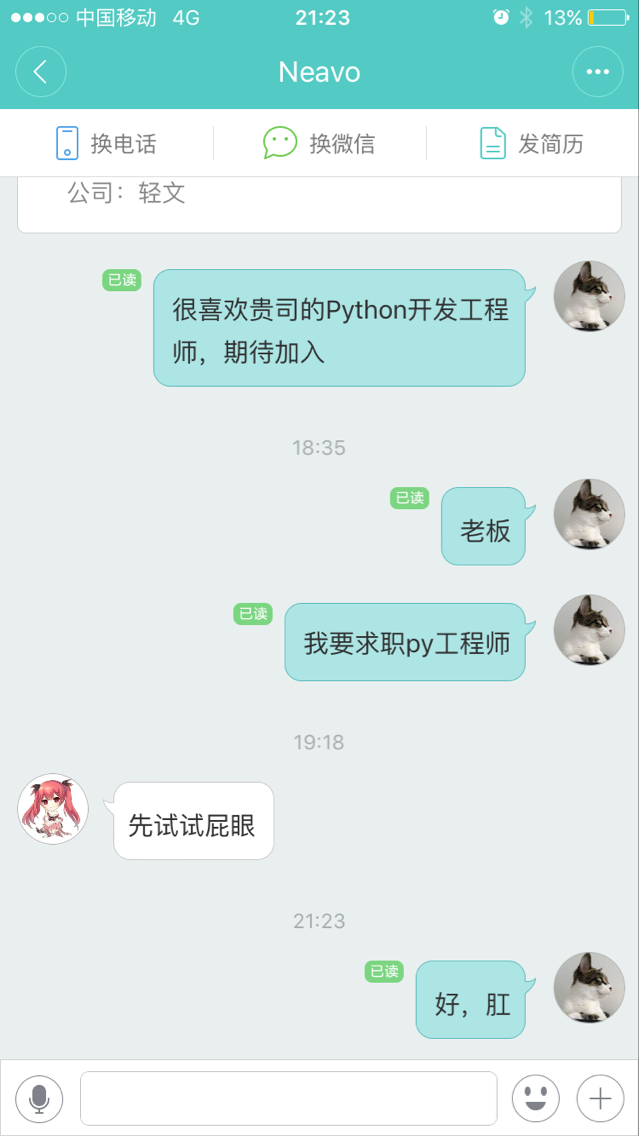 中国移动 4G 21:23 13%
Neavo
换电话 换微信 发简历
公司：轻文
已读
很喜欢贵司的Python开发工程
师，期待加入
18:35
已读
老板
已读
我要求职py工程师
19:18
先试试屁眼
21:23
已读
好，肛